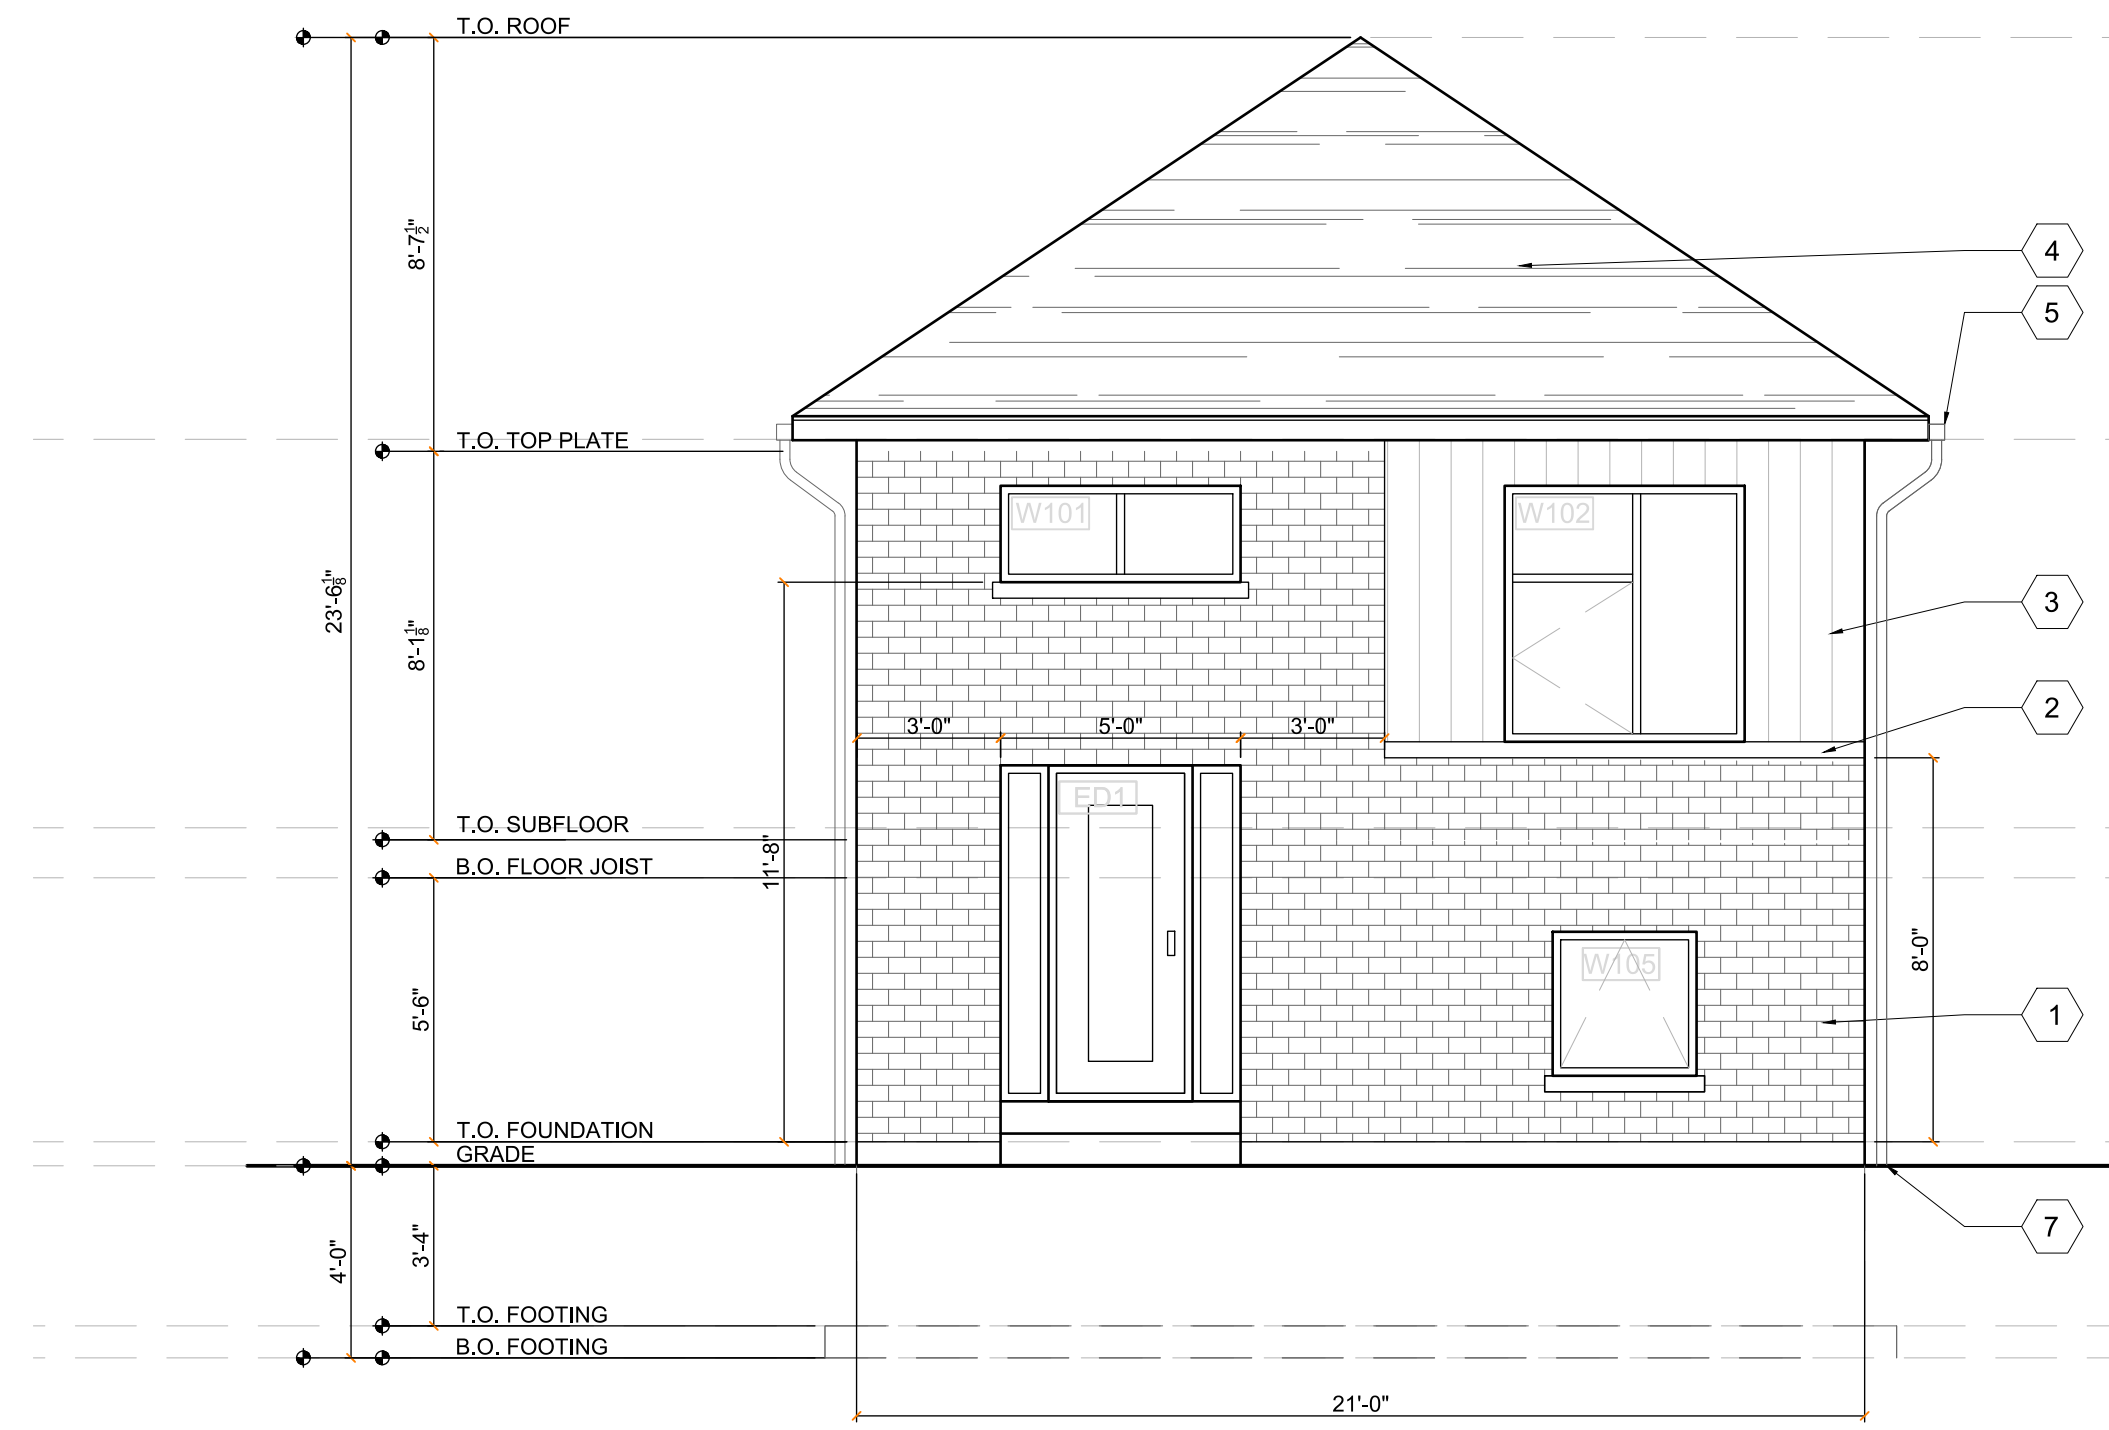 T.O. ROOF
8'-7½"
4
5
T.O. TOP PLATE
W101
W102
23'-6⅛"
8'-1⅛"
3
2
3'-0"
5'-0"
3'-0"
ED1
T.O. SUBFLOOR
B.O. FLOOR JOIST
11'-8"
8'-0"
W105
5'-6"
1
T.O. FOUNDATION
GRADE
7
4'-0"
3'-4"
T.O. FOOTING
B.O. FOOTING
21'-0"